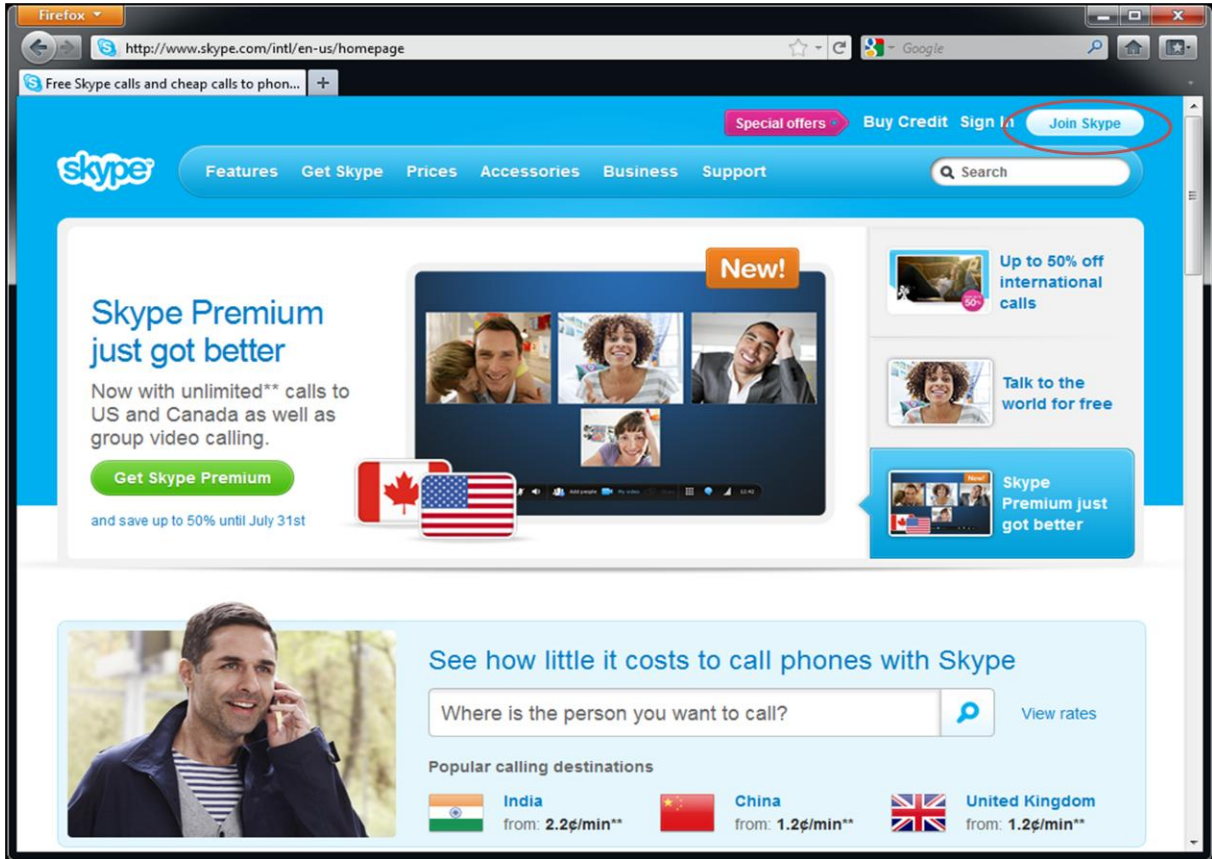 Firefox
http://www.skype.com/intl/en-us/homepage
Google
Free Skype calls and cheap calls to phon...
Special offers
Buy Credit
Sign In
Join Skype
skype
Features
Get Skype
Prices
Accessories
Business
Support
Search
New!
Skype Premium
just got better
Now with unlimited** calls to
US and Canada as well as
group video calling.
Get Skype Premium
and save up to 50% until July 31st
Add people
My video
12:42
Up to 50% off
international
calls
50%
Talk to the
world for free
New!
Skype
Premium just
got better
See how little it costs to call phones with Skype
Where is the person you want to call?
View rates
Popular calling destinations
India
from: 2.2¢/min**
China
from: 1.2¢/min**
United Kingdom
from: 1.2¢/min**